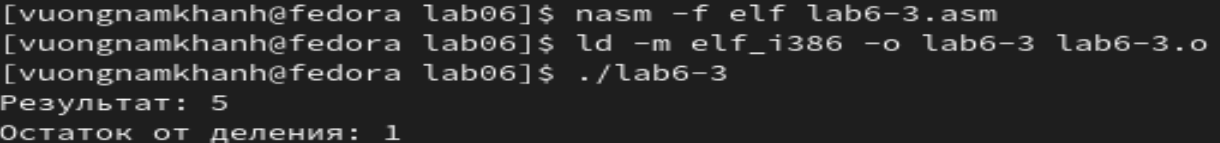 [vuongnamkhanh@fedora lab06]$ nasm -f elf lab6-3.asm
[vuongnamkhanh@fedora lab06]$ ld -m elf_i386 -o lab6-3 lab6-3.o
[vuongnamkhanh@fedora lab06]$ ./lab6-3
Результат: 5
Остаток от деления: 1